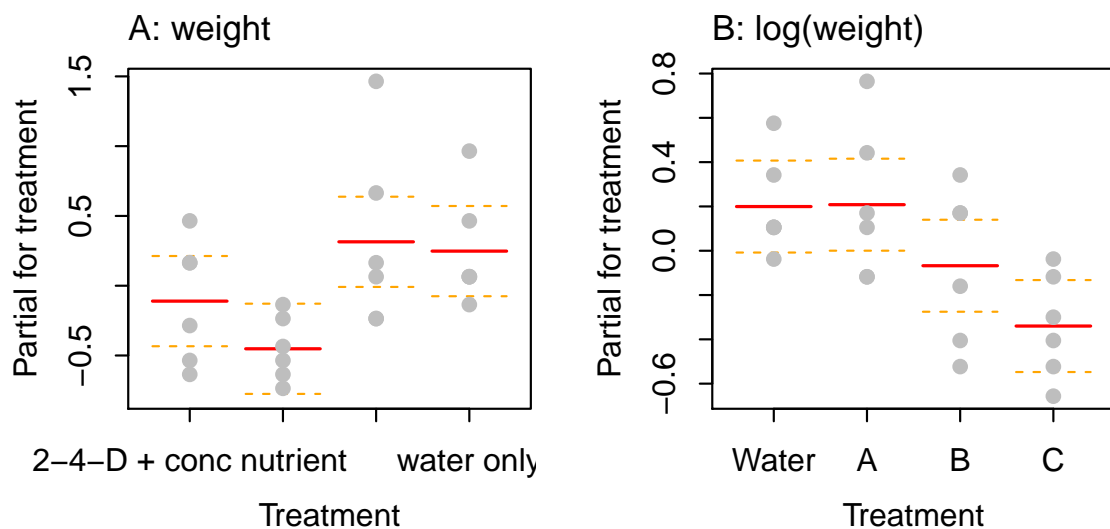 A: weight
Partial for treatment
1.5
0.5
−0.5
2−4−D + conc nutrient
water only
Treatment
B: log(weight)
Partial for treatment
0.8
0.4
0.0
−0.6
Water A B C
Treatment